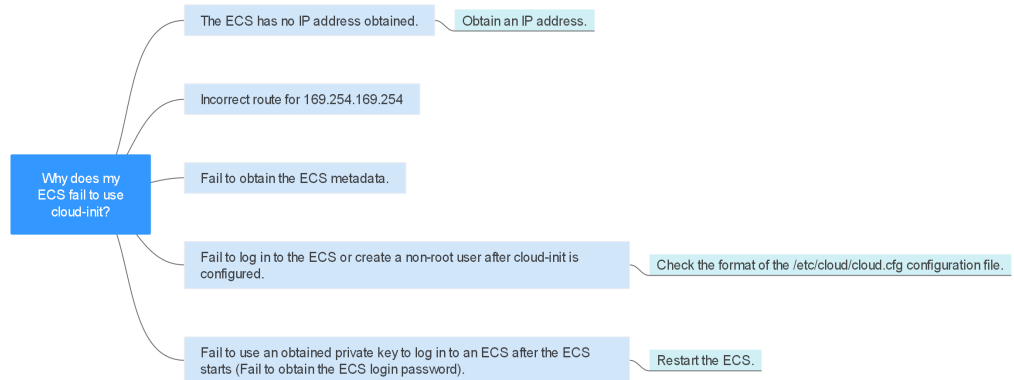 The ECS has no IP address obtained.
Obtain an IP address.
Incorrect route for 169.254.169.254
Why does my
ECS fail to use
cloud-init?
Fail to obtain the ECS metadata.
Fail to log in to the ECS or create a non-root user after cloud-init is
configured.
Check the format of the /etc/cloud/cloud.cfg configuration file.
Fail to use an obtained private key to log in to an ECS after the ECS
starts (Fail to obtain the ECS login password).
Restart the ECS.